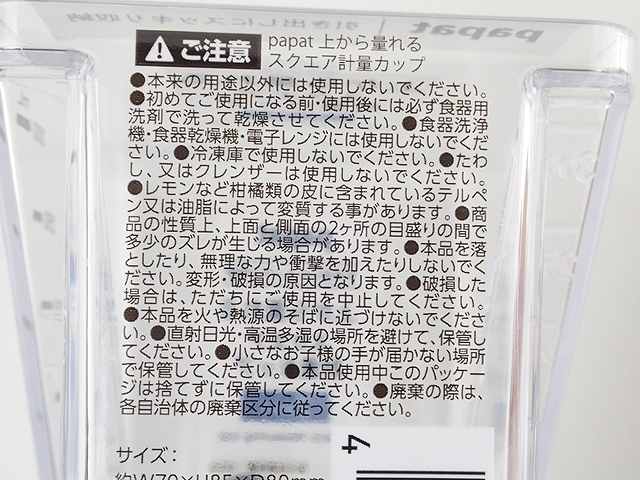 papat
⚠ ご注意
papat 上から量れる
スクエア計量カップ
●本来の用途以外には使用しないでください。
●初めてご使用になる前・使用後には必ず食器用
洗剤で洗って乾燥させてください。●食器洗浄
機・食器乾燥機・電子レンジには使用しないでくだ
さい。●冷凍庫で使用しないでください。●たわ
し、又はクレンザーは使用しないでください。
●レモンなど柑橘類の皮に含まれているテルペ
ン又は油脂によって変質する事があります。●商
品の性質上、上面と側面の2ヶ所の目盛りの間で
多少のズレが生じる場合があります。●本品を落
としたり、無理な力や衝撃を加えたりしないでく
ださい。変形・破損の原因となります。●破損した
場合は、ただちにご使用を中止してください。
●本品を火や熱源のそばに近づけないでくださ
い。●直射日光・高温多湿の場所を避けて、保管し
てください。●小さなお子様の手が届かない場所
で保管してください。●本品使用中このパッケー
ジは捨てずに保管してください。●廃棄の際は、
各自治体の廃棄区分に従ってください。
サイズ:
約W70×H85×D80mm
4